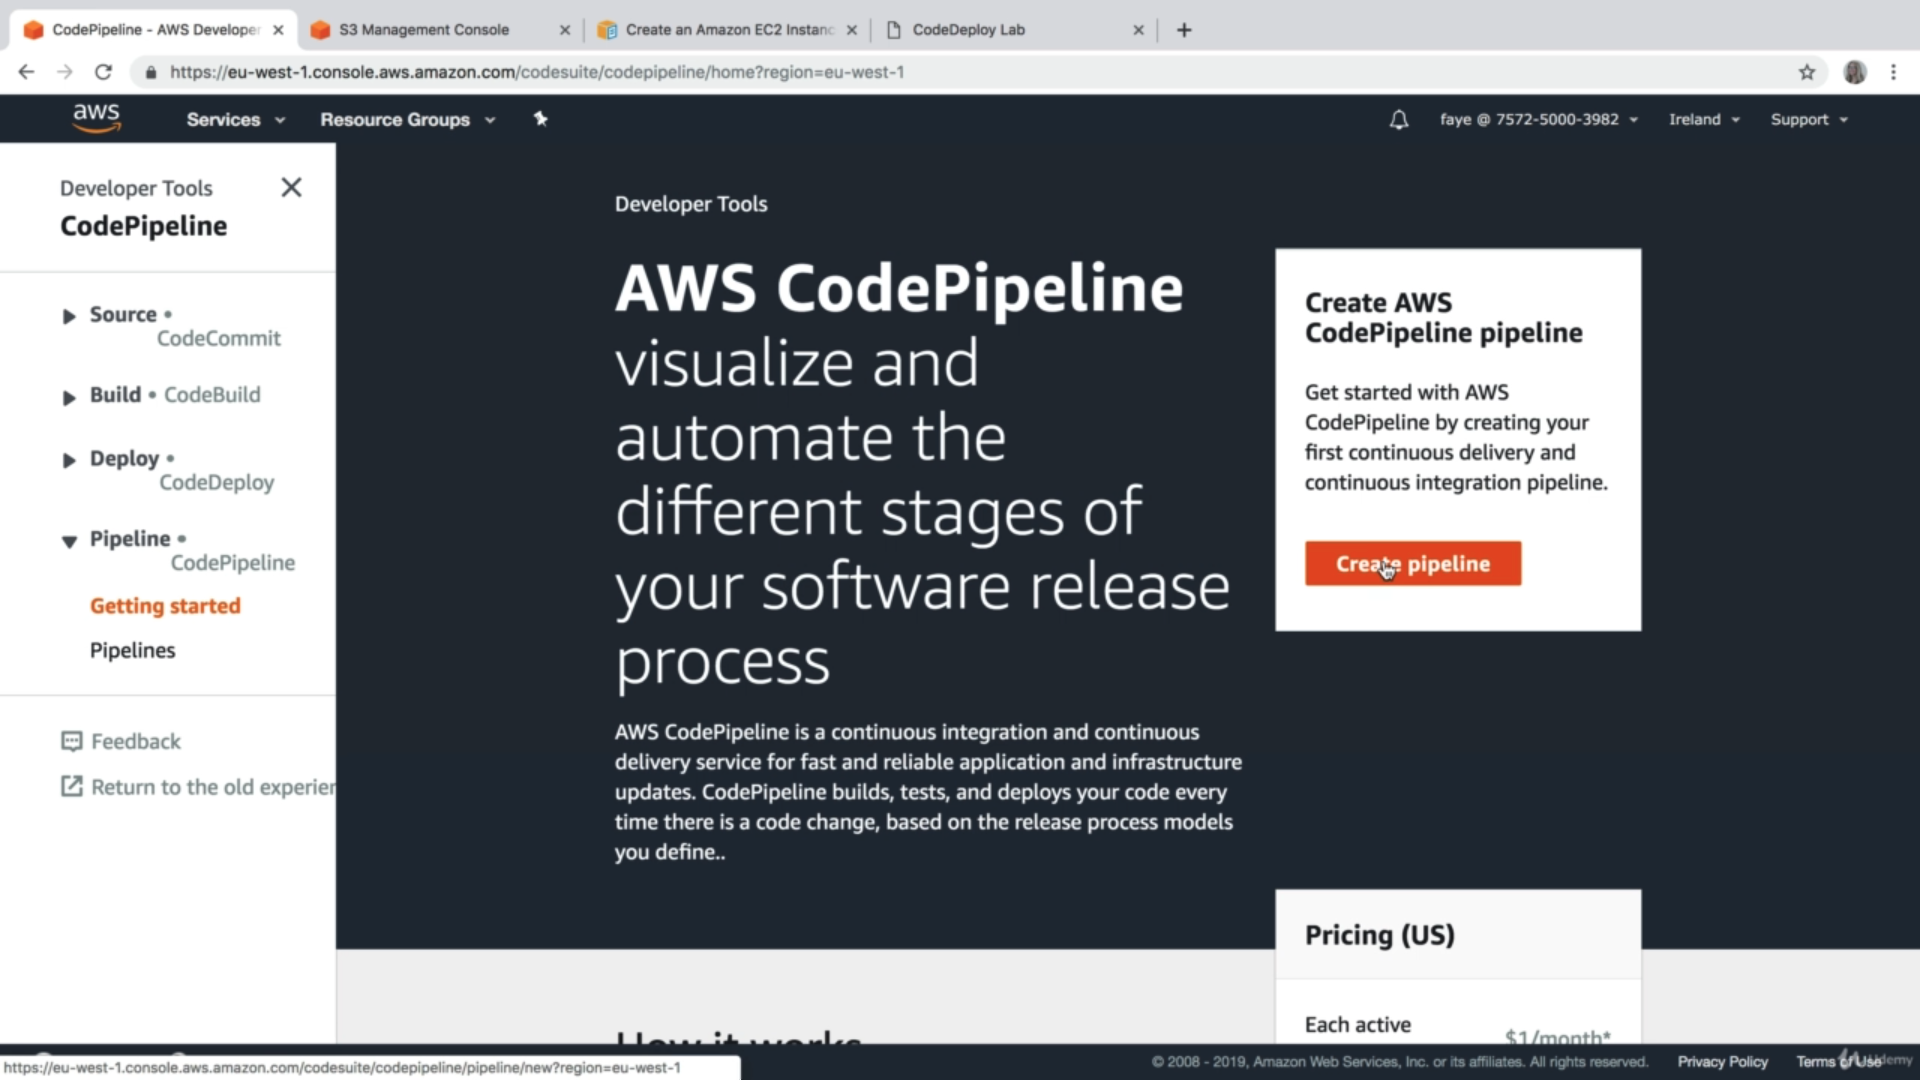 CodePipeline - AWS Developer
S3 Management Console
Create an Amazon EC2 Instanc
CodeDeploy Lab
https://eu-west-1.console.aws.amazon.com/codesuite/codepipeline/home?region=eu-west-1
aws
Services
Resource Groups
faye @ 7572-5000-3982
Ireland
Support
Developer Tools
CodePipeline
Source •
CodeCommit
Build • CodeBuild
Deploy •
CodeDeploy
Pipeline •
CodePipeline
Getting started
Pipelines
Feedback
Return to the old experien
Developer Tools
AWS CodePipeline
visualize and
automate the
different stages of
your software release
process
AWS CodePipeline is a continuous integration and continuous
delivery service for fast and reliable application and infrastructure
updates. CodePipeline builds, tests, and deploys your code every
time there is a code change, based on the release process models
you define..
Create AWS
CodePipeline pipeline
Get started with AWS
CodePipeline by creating your
first continuous delivery and
continuous integration pipeline.
Create pipeline
Pricing (US)
Each active
$1/month*
How it works
https://eu-west-1.console.aws.amazon.com/codesuite/codepipeline/pipeline/new?region=eu-west-1
© 2008 - 2019, Amazon Web Services, Inc. or its affiliates. All rights reserved.
Privacy Policy
Terms of Use